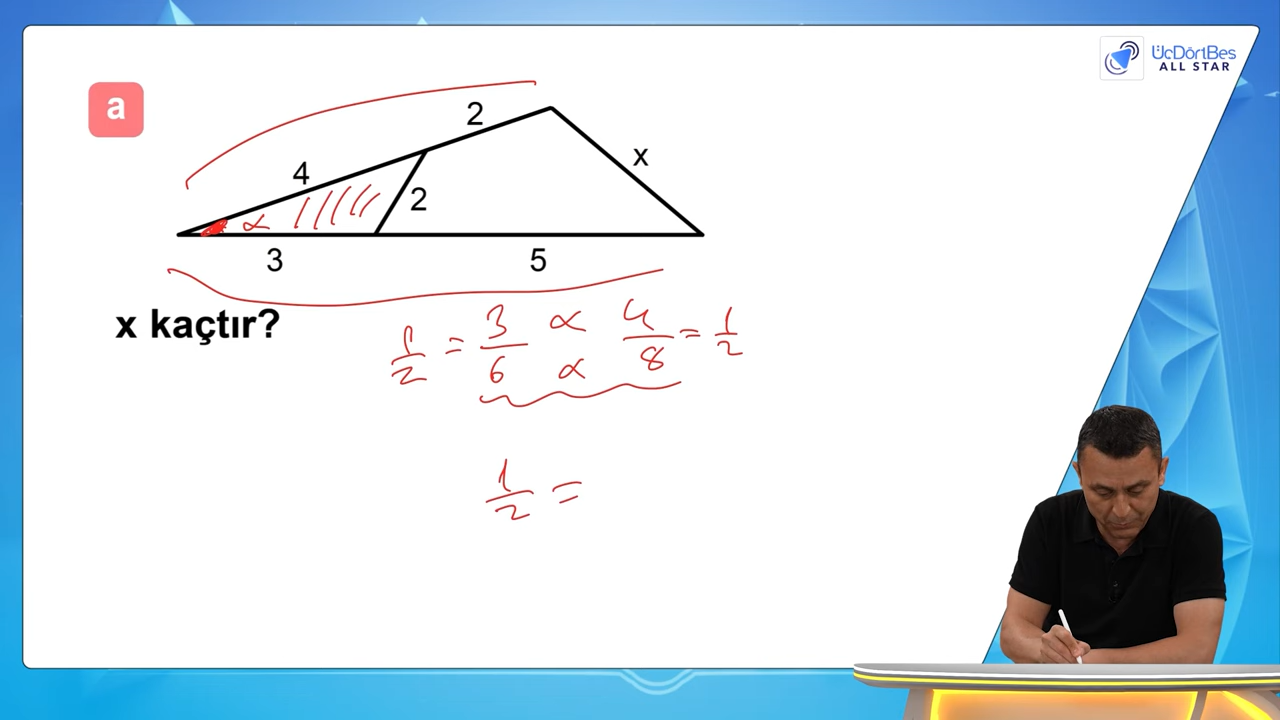 ÜçDörtBeş
ALL STAR
a
2
x
4
2
α
3
5
x kaçtır?
1/2 = 3/6 α 4/8 = 1/2
α
1/2 =